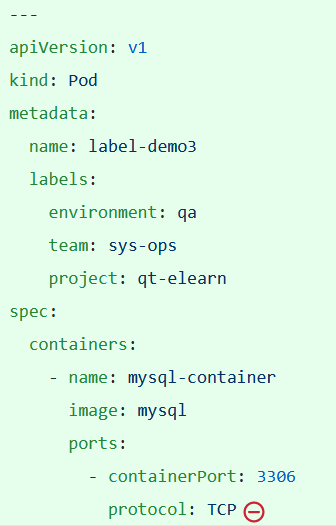 ---
apiVersion: v1
kind: Pod
metadata:
  name: label-demo3
  labels:
    environment: qa
    team: sys-ops
    project: qt-elearn
spec:
  containers:
    - name: mysql-container
      image: mysql
      ports:
        - containerPort: 3306
          protocol: TCP